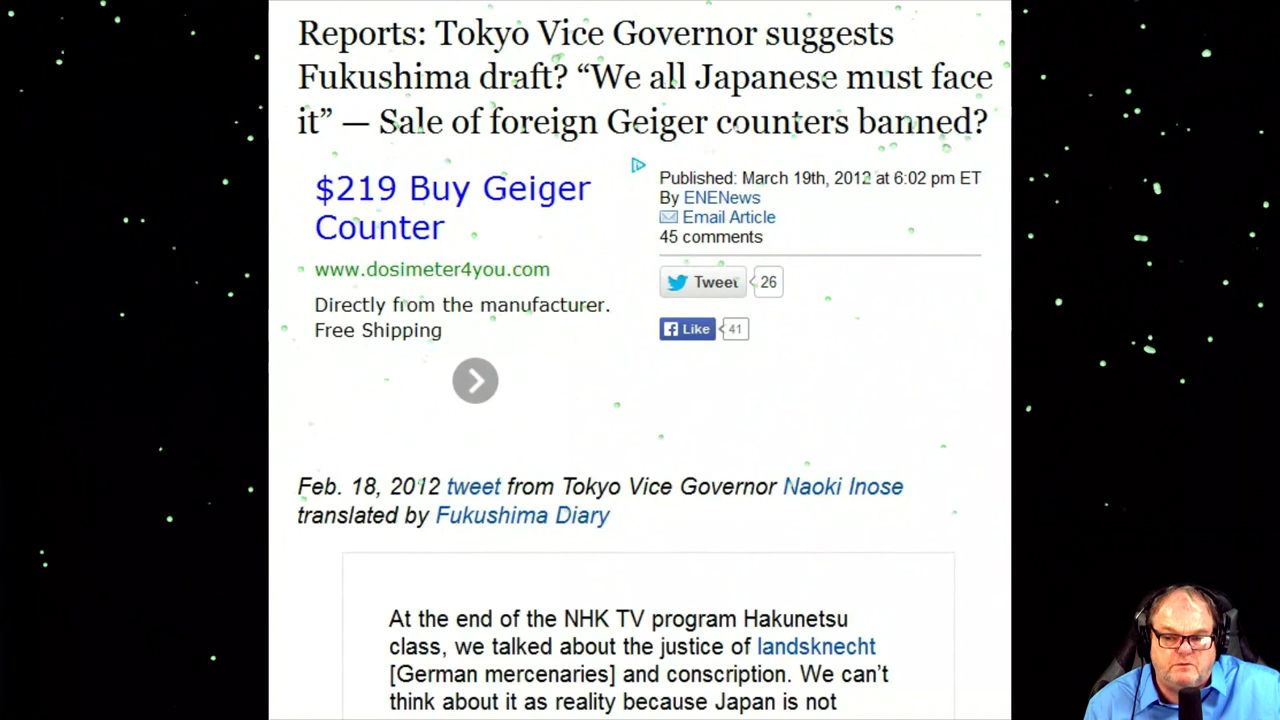 Reports: Tokyo Vice Governor suggests
Fukushima draft? “We all Japanese must face
it” — Sale of foreign Geiger counters banned?
$219 Buy Geiger
Counter
www.dosimeter4you.com
Directly from the manufacturer.
Free Shipping
Published: March 19th, 2012 at 6:02 pm ET
By ENENews
Email Article
45 comments
Tweet 26
Like 41
Feb. 18, 2012 tweet from Tokyo Vice Governor Naoki Inose
translated by Fukushima Diary
At the end of the NHK TV program Hakunetsu
class, we talked about the justice of landsknecht
[German mercenaries] and conscription. We can’t
think about it as reality because Japan is not